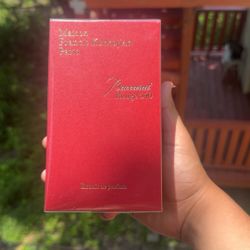 Maison
Francis Kurkdjian
Paris
Baccarat
Rouge 540
Extrait de parfum